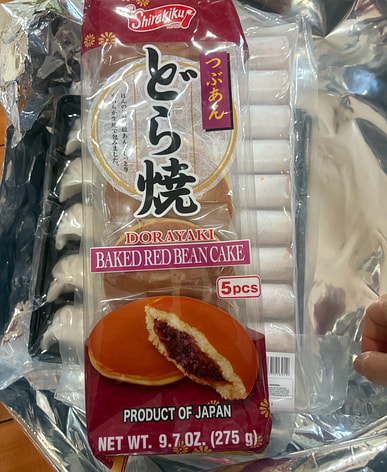 Shirakiku
つぶあん
どら焼
DORAYAKI
BAKED RED BEAN CAKE
5pcs
PRODUCT OF JAPAN
NET WT. 9.7 OZ. (275 g)